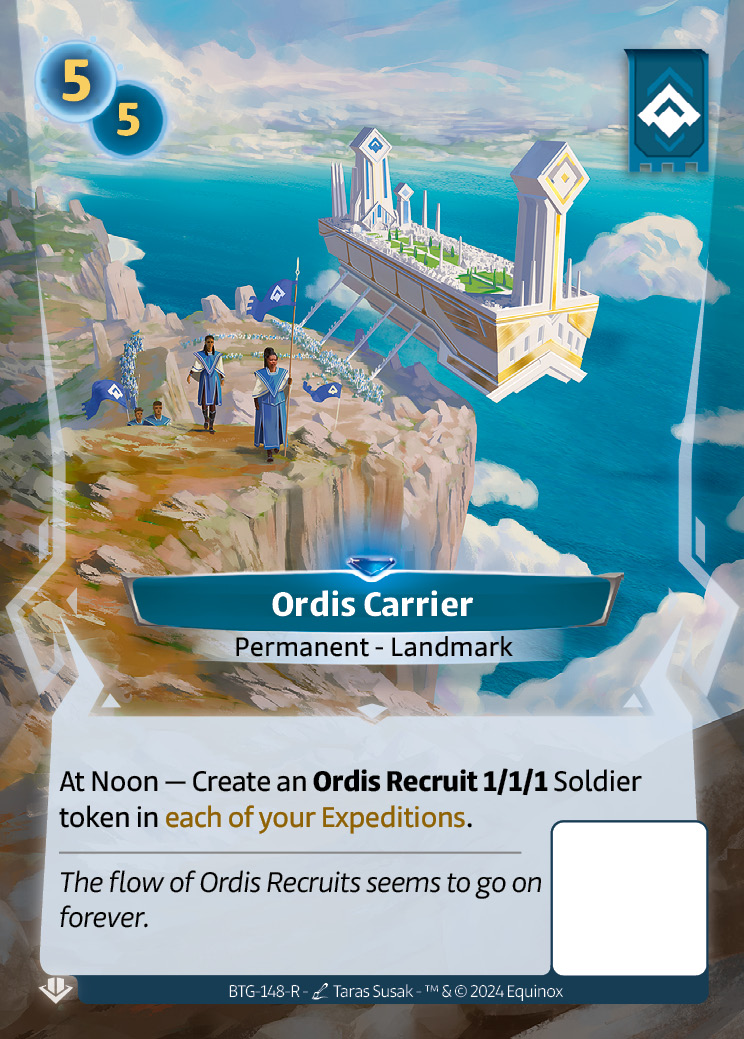 5
5
Ordis Carrier
Permanent - Landmark
At Noon — Create an Ordis Recruit 1/1/1 Soldier
token in each of your Expeditions.
The flow of Ordis Recruits seems to go on
forever.
BTG-148-R - Taras Susak - ™ & © 2024 Equinox